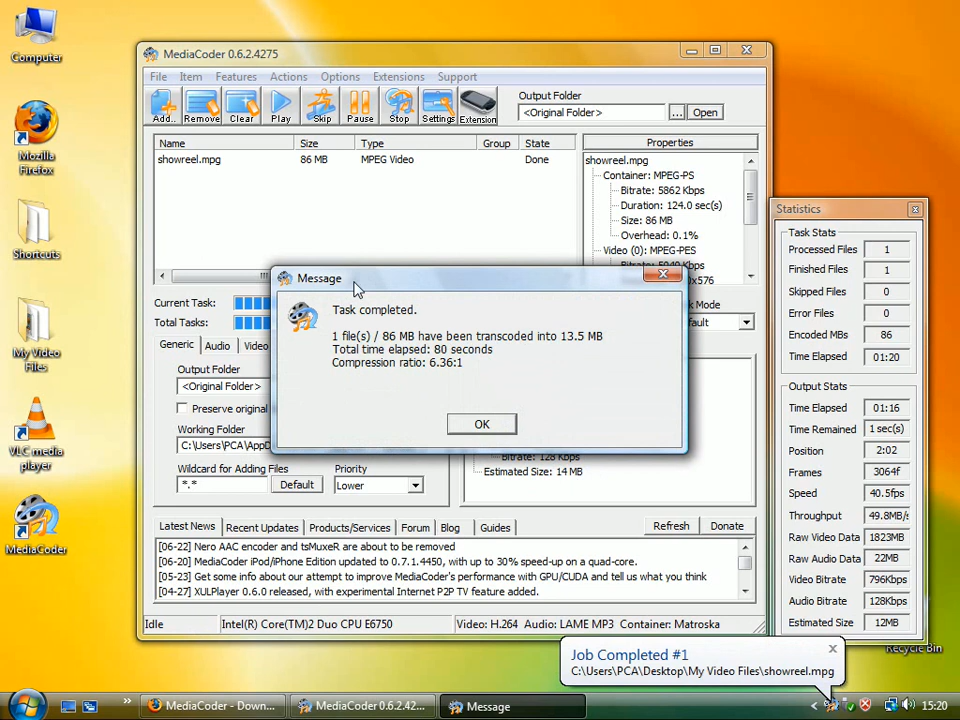 Computer
Mozilla
Firefox
Shortcuts
My Video
Files
VLC media
player
MediaCoder
MediaCoder 0.6.2.4275
File Item Features Actions Options Extensions Support
Add.. Remove Clear Play Skip Pause Stop Settings Extension
Output Folder
<Original Folder> ... Open
Name Size Type Group State
showreel.mpg 86 MB MPEG Video Done
Properties
showreel.mpg
Container: MPEG-PS
Bitrate: 5862 Kbps
Duration: 124.0 sec(s)
Size: 86 MB
Overhead: 0.1%
Video (0): MPEG-PES
Current Task:
Total Tasks:
Mode
Generic Audio Video
Output Folder
<Original Folder>
Preserve original
Working Folder
C:\Users\PCA\AppD
Wildcard for Adding Files
*.* Default
Priority
Lower
Bitrate: 128 Kbps
Estimated Size: 14 MB
Message
Task completed.
1 file(s) / 86 MB have been transcoded into 13.5 MB
Total time elapsed: 80 seconds
Compression ratio: 6.36:1
OK
Latest News Recent Updates Products/Services Forum Blog Guides Refresh Donate
[06-22] Nero AAC encoder and tsMuxeR are about to be removed
[06-20] MediaCoder iPod/iPhone Edition updated to 0.7.1.4450, with up to 30% speed-up on a quad-core.
[05-23] Get some info about our attempt to improve MediaCoder's performance with GPU/CUDA and tell us what you think
[04-27] XULPlayer 0.6.0 released, with experimental Internet P2P TV feature added.
Idle Intel(R) Core(TM)2 Duo CPU E6750 Video: H.264 Audio: LAME MP3 Container: Matroska
Statistics
Task Stats
Processed Files 1
Finished Files 1
Skipped Files 0
Error Files 0
Encoded MBs 86
Time Elapsed 01:20
Output Stats
Time Elapsed 01:16
Time Remained 1 sec(s)
Position 2:02
Frames 3064f
Speed 40.5fps
Throughput 49.8MB/s
Raw Video Data 1823MB
Raw Audio Data 22MB
Video Bitrate 796Kbps
Audio Bitrate 128Kbps
Estimated Size 12MB
Recycle Bin
Job Completed #1
C:\Users\PCA\Desktop\My Video Files\showreel.mpg
MediaCoder - Down... MediaCoder 0.6.2.42... Message 15:20